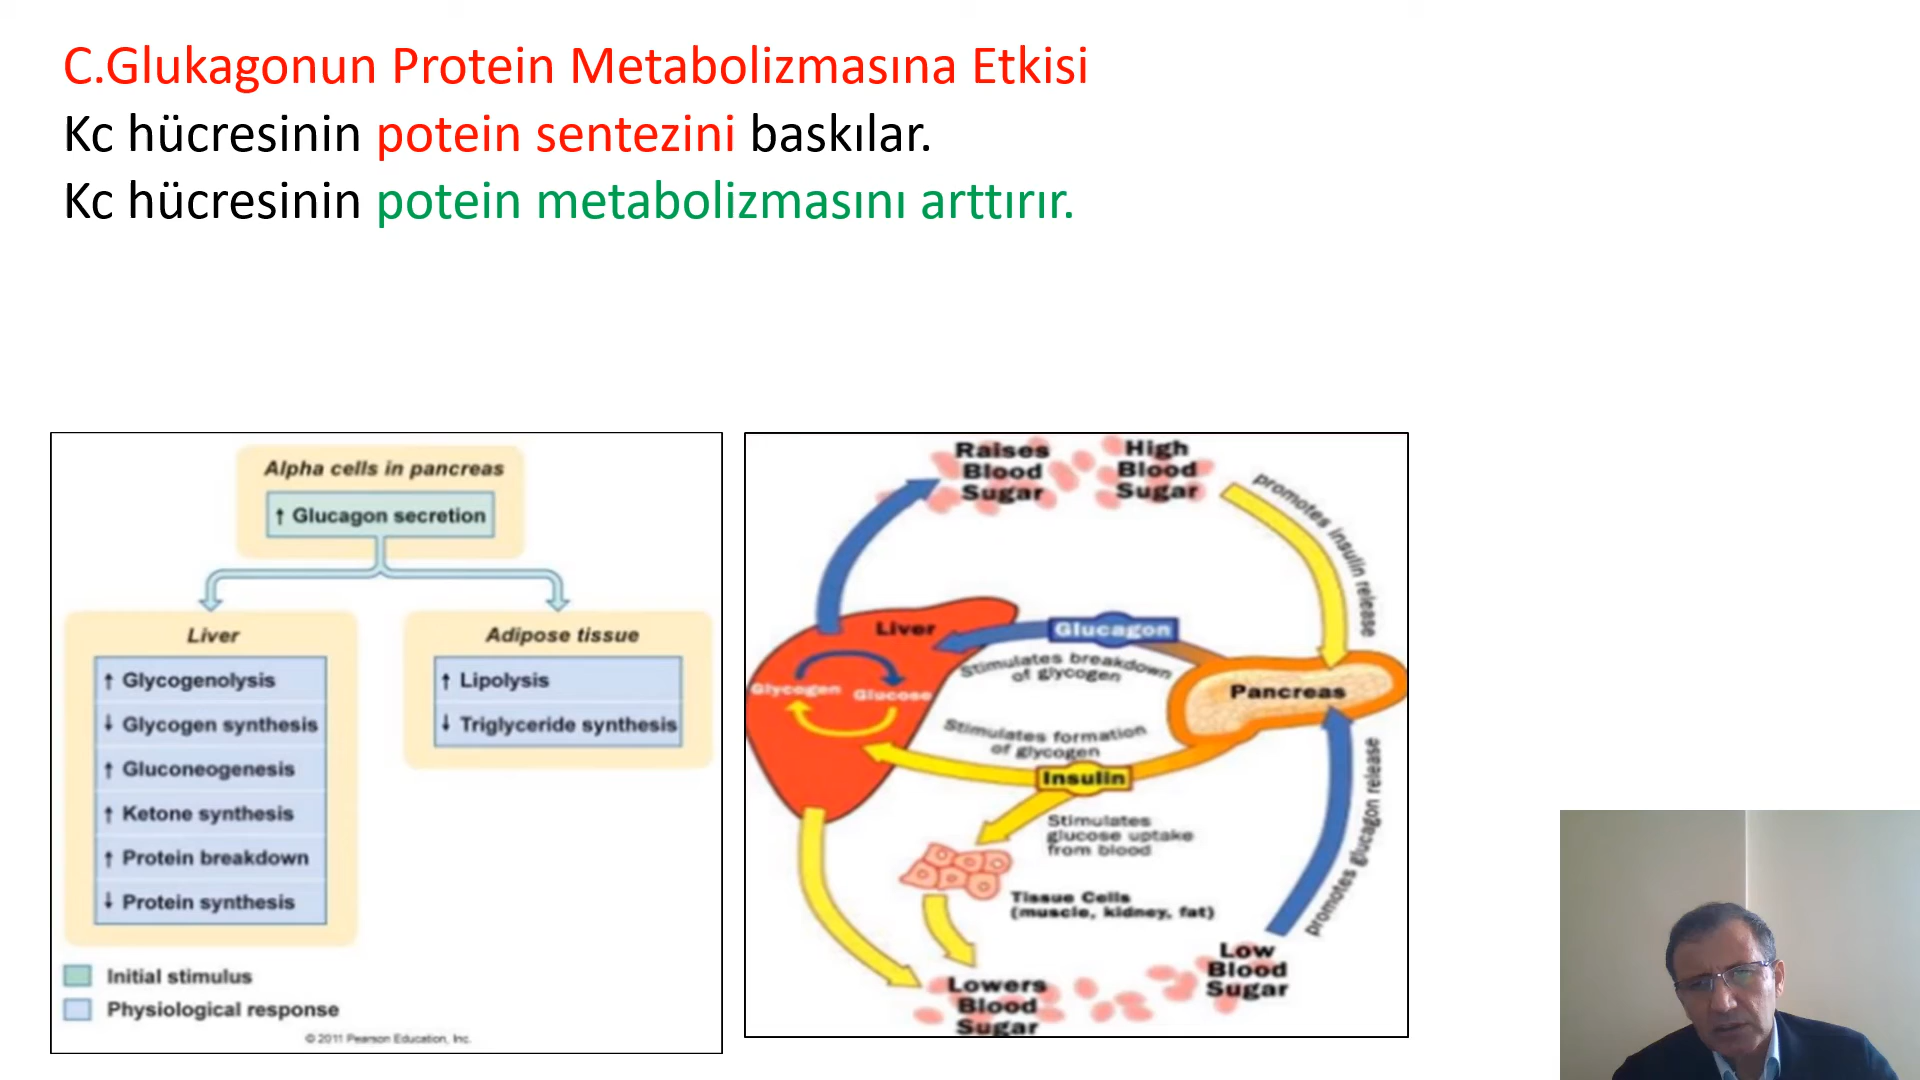 C.Glukagonun Protein Metabolizmasına Etkisi
Kc hücresinin potein sentezini baskılar.
Kc hücresinin potein metabolizmasını arttırır.
Alpha cells in pancreas
↑ Glucagon secretion
Liver
↑ Glycogenolysis
↓ Glycogen synthesis
↑ Gluconeogenesis
↑ Ketone synthesis
↑ Protein breakdown
↓ Protein synthesis
Adipose tissue
↑ Lipolysis
↓ Triglyceride synthesis
Initial stimulus
Physiological response
© 2011 Pearson Education, Inc.
Raises
Blood
Sugar
High
Blood
Sugar
promotes insulin release
Liver
Glucagon
Stimulates breakdown
of glycogen
Glycogen
Glucose
Pancreas
Stimulates formation
of glycogen
Insulin
Stimulates
glucose uptake
from blood
Tissue Cells
(muscle, kidney, fat)
promotes glucagon release
Low
Blood
Sugar
Lowers
Blood
Sugar